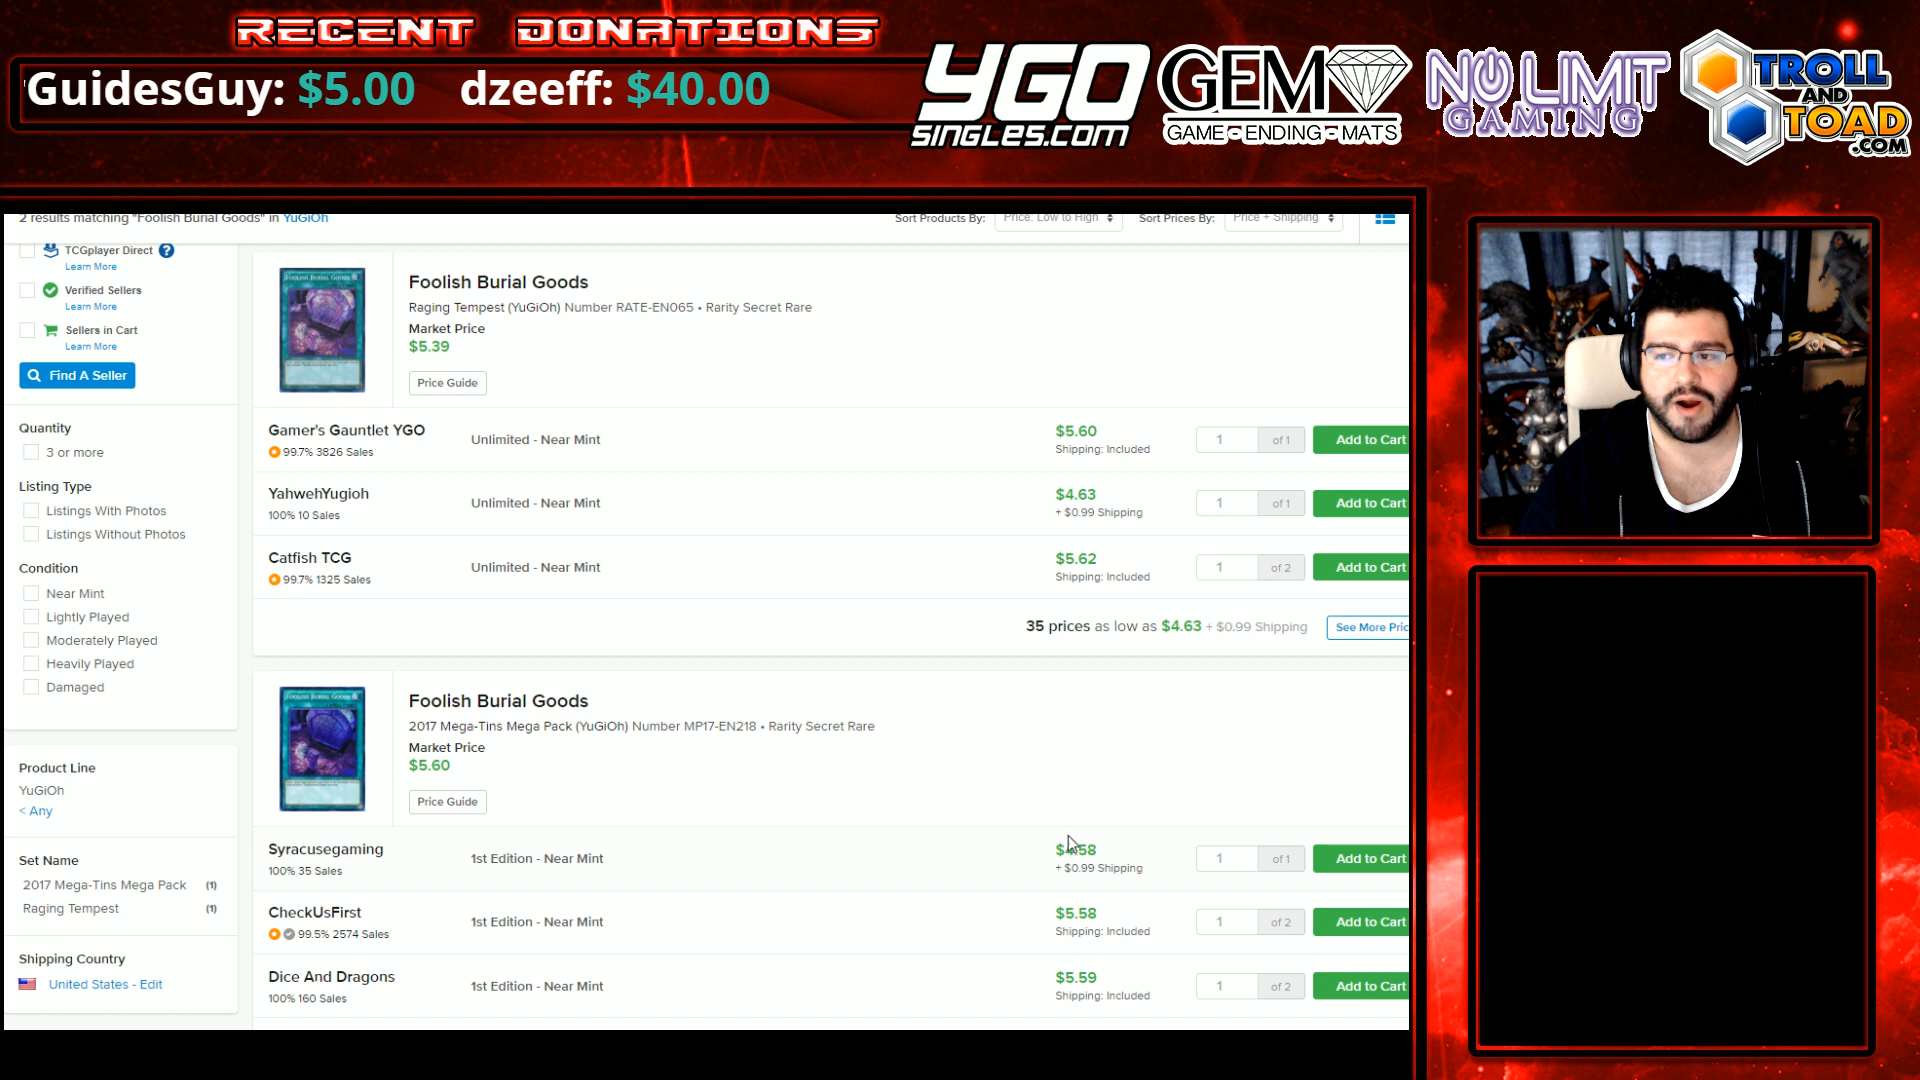 RECENT DONATIONS
GuidesGuy: $5.00 dzeeff: $40.00
YGO
SINGLES.COM
GEM
GAME-ENDING-MATS
NO LIMIT
GAMING
TROLL
AND
TOAD
.COM
2 results matching "Foolish Burial Goods" in YuGiOh
Sort Products By: Price: Low to High
Sort Prices By: Price + Shipping
TCGplayer Direct ?
Learn More
Verified Sellers
Learn More
Sellers in Cart
Learn More
Find A Seller
Quantity
3 or more
Listing Type
Listings With Photos
Listings Without Photos
Condition
Near Mint
Lightly Played
Moderately Played
Heavily Played
Damaged
Product Line
YuGiOh
< Any
Set Name
2017 Mega-Tins Mega Pack (1)
Raging Tempest (1)
Shipping Country
United States - Edit
FOOLISH BURIAL GOODS
Foolish Burial Goods
Raging Tempest (YuGiOh) Number RATE-EN065 • Rarity Secret Rare
Market Price
$5.39
Price Guide
Gamer's Gauntlet YGO
99.7% 3826 Sales
Unlimited - Near Mint
$5.60
Shipping: Included
1 of 1
Add to Cart
YahwehYugioh
100% 10 Sales
Unlimited - Near Mint
$4.63
+ $0.99 Shipping
1 of 1
Add to Cart
Catfish TCG
99.7% 1325 Sales
Unlimited - Near Mint
$5.62
Shipping: Included
1 of 2
Add to Cart
35 prices as low as $4.63 + $0.99 Shipping
See More Pric
FOOLISH BURIAL GOODS
Foolish Burial Goods
2017 Mega-Tins Mega Pack (YuGiOh) Number MP17-EN218 • Rarity Secret Rare
Market Price
$5.60
Price Guide
Syracusegaming
100% 35 Sales
1st Edition - Near Mint
$4.58
+ $0.99 Shipping
1 of 1
Add to Cart
CheckUsFirst
99.5% 2574 Sales
1st Edition - Near Mint
$5.58
Shipping: Included
1 of 2
Add to Cart
Dice And Dragons
100% 160 Sales
1st Edition - Near Mint
$5.59
Shipping: Included
1 of 2
Add to Cart